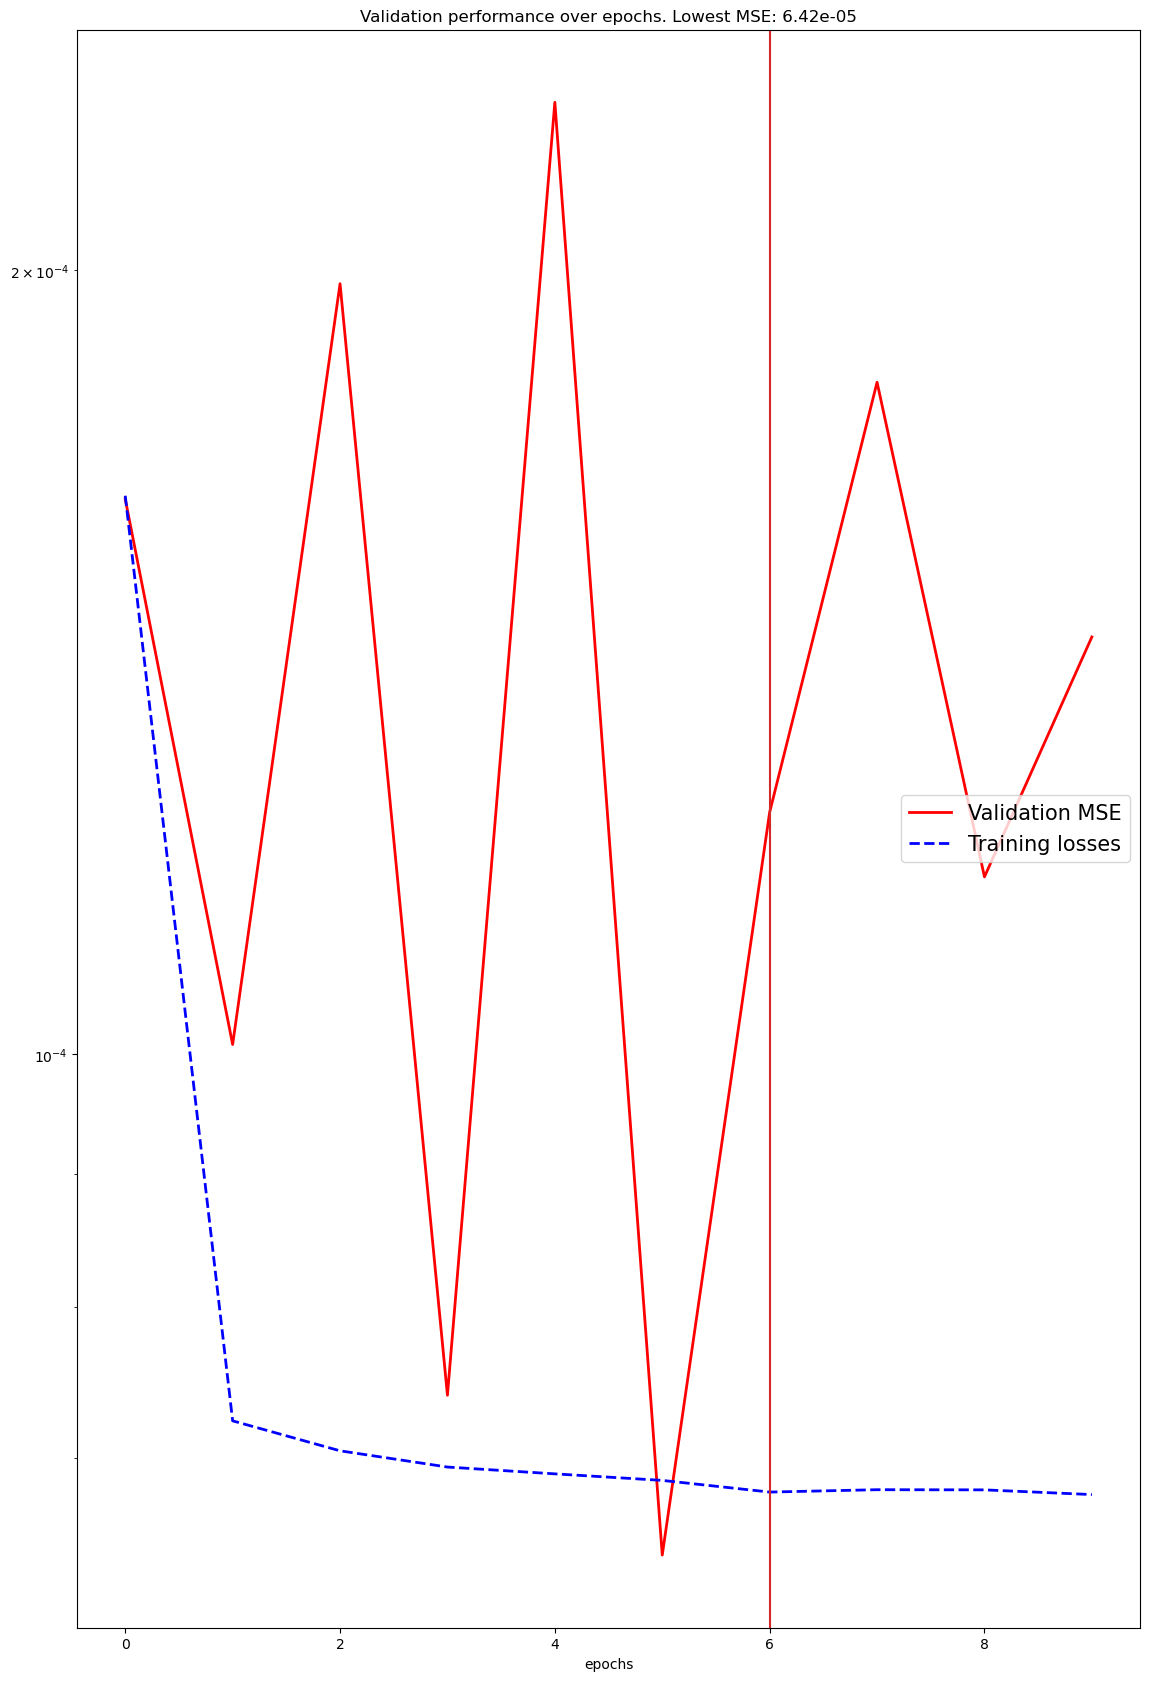 Validation performance over epochs. Lowest MSE: 6.42e-05
2 × 10⁻⁴
10⁻⁴
Validation MSE
Training losses
0 2 4 6 8
epochs